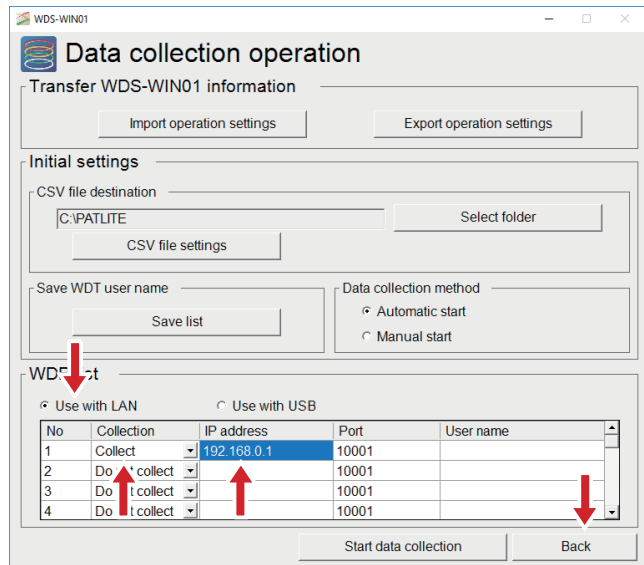 WDS-WIN01
Data collection operation
Transfer WDS-WIN01 information
Import operation settings Export operation settings
Initial settings
CSV file destination
C:\PATLITE Select folder
CSV file settings
Save WDT user name Data collection method
Save list Automatic start
Manual start
Use with LAN Use with USB
No Collection IP address Port User name
1 Collect 192.168.0.1 10001
2 collect 10001
3 collect 10001
4 collect 10001
Start data collection Back